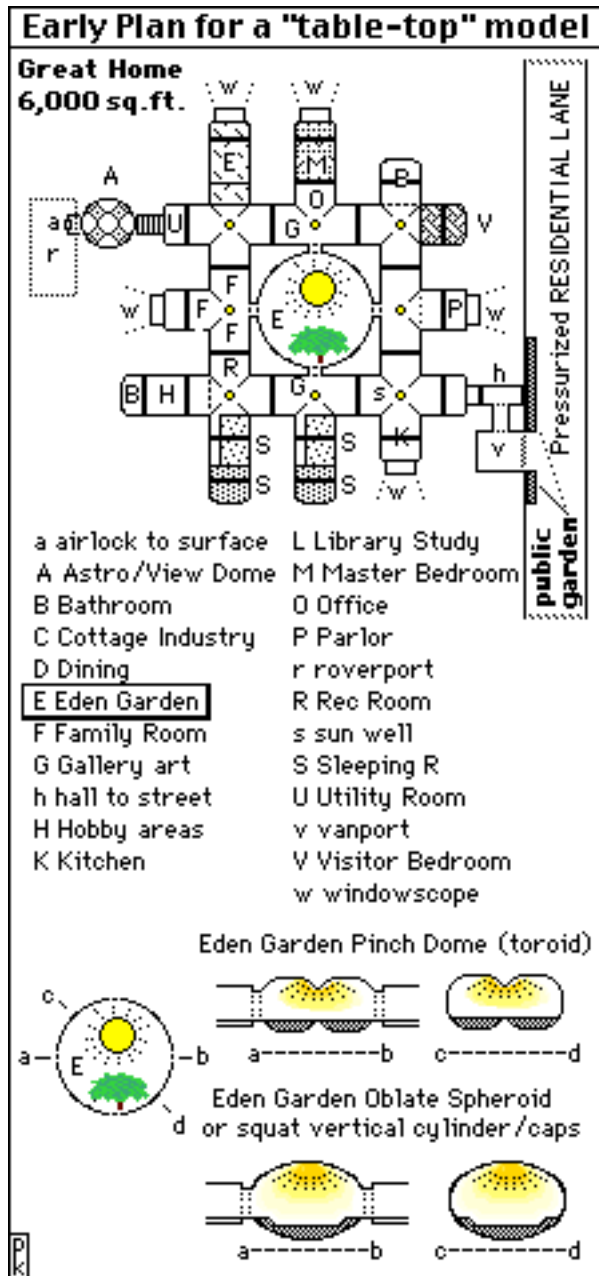 Early Plan for a "table-top" model
Great Home
6,000 sq.ft.
w
w
E
M
B
A
O
a
U
G
V
r
F
E
w
F
P
w
F
R
h
B
H
G
s
S
S
K
v
S
S
w
Pressurized RESIDENTIAL LANE
public
garden
a airlock to surface
A Astro/View Dome
B Bathroom
C Cottage Industry
D Dining
E Eden Garden
F Family Room
G Gallery art
h hall to street
H Hobby areas
K Kitchen
L Library Study
M Master Bedroom
O Office
P Parlor
r roverport
R Rec Room
s sun well
S Sleeping R
U Utility Room
v vanport
V Visitor Bedroom
w windowscope
Eden Garden Pinch Dome (toroid)
c
a
E
b
d
a----------b
c----------d
Eden Garden Oblate Spheroid
or squat vertical cylinder/caps
a----------b
c----------d
pk